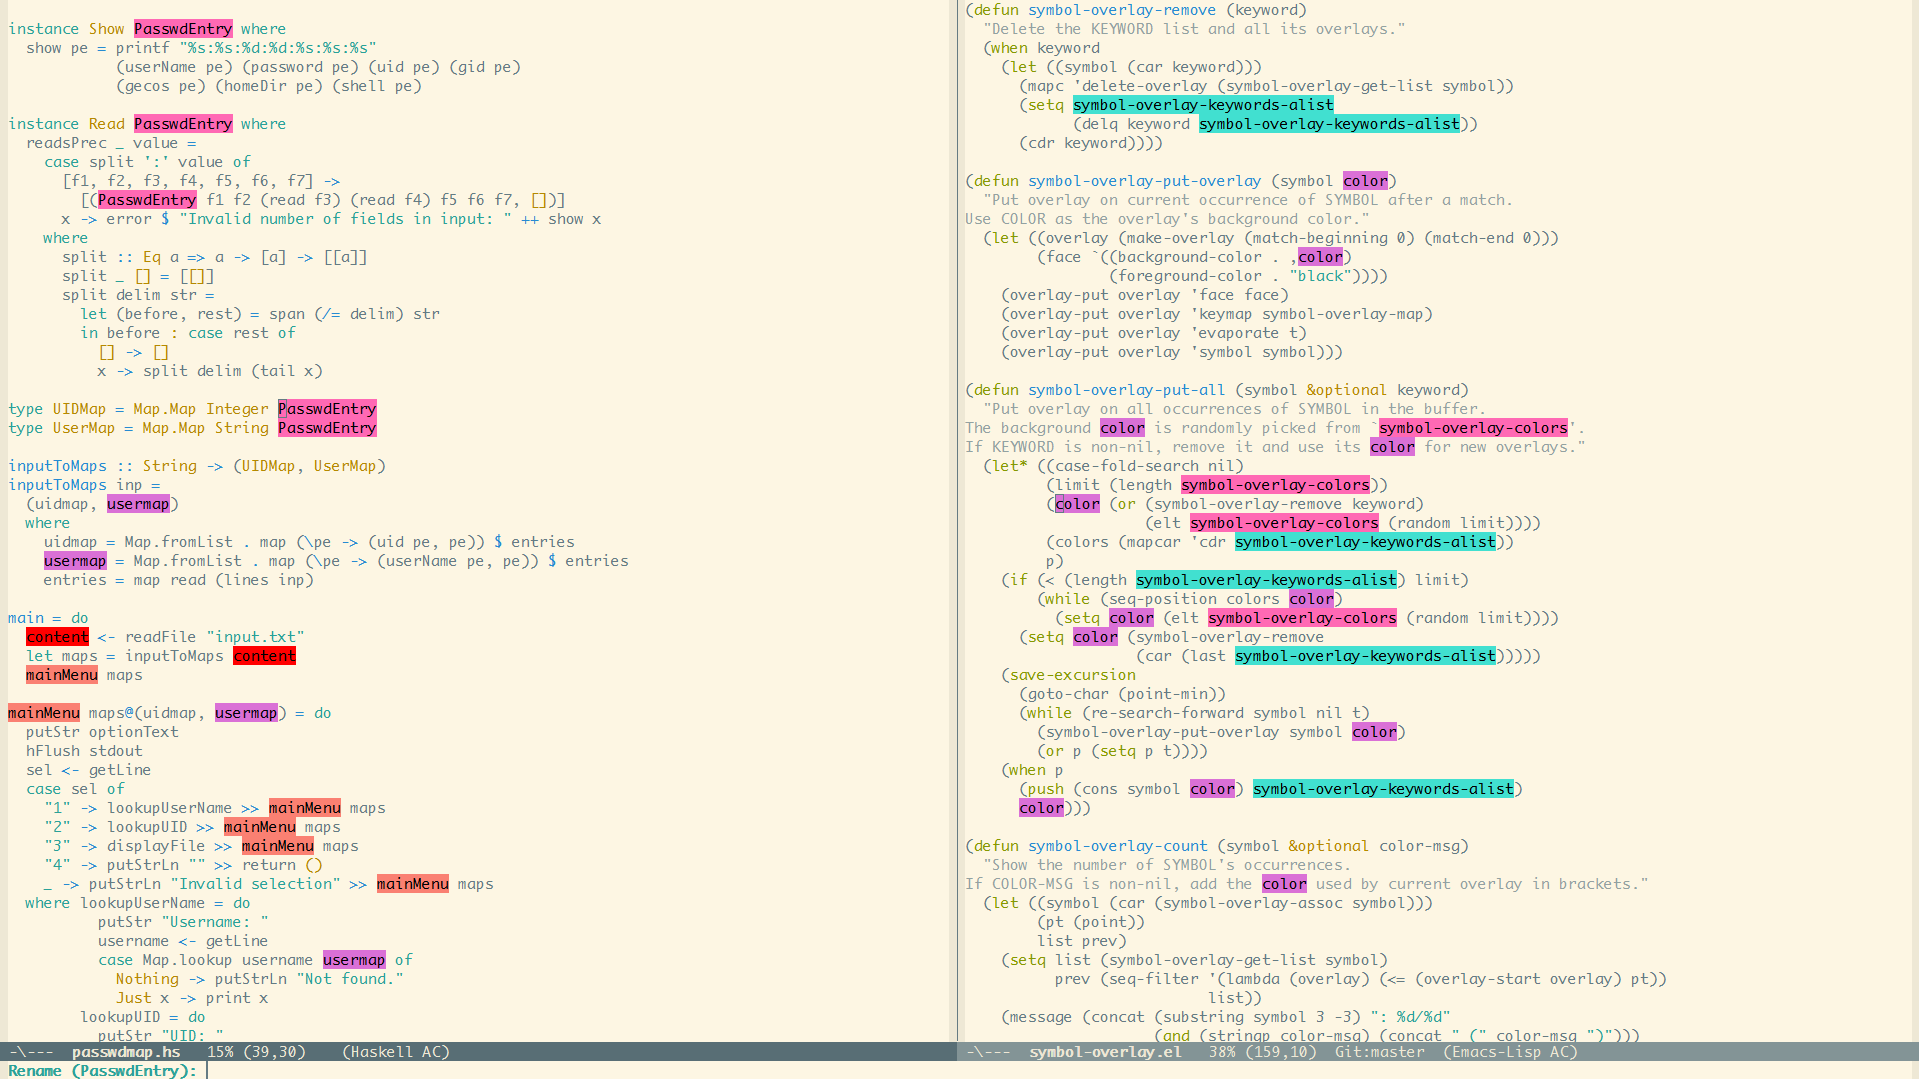 instance Show PasswdEntry where
  show pe = printf "%s:%s:%d:%d:%s:%s:%s"
            (userName pe) (password pe) (uid pe) (gid pe)
            (gecos pe) (homeDir pe) (shell pe)

instance Read PasswdEntry where
  readsPrec _ value =
    case split ':' value of
      [f1, f2, f3, f4, f5, f6, f7] ->
        [(PasswdEntry f1 f2 (read f3) (read f4) f5 f6 f7, [])]
      x -> error $ "Invalid number of fields in input: " ++ show x
    where
      split :: Eq a => a -> [a] -> [[a]]
      split _ [] = [[]]
      split delim str =
        let (before, rest) = span (/= delim) str
        in before : case rest of
          [] -> []
          x -> split delim (tail x)

type UIDMap = Map.Map Integer PasswdEntry
type UserMap = Map.Map String PasswdEntry

inputToMaps :: String -> (UIDMap, UserMap)
inputToMaps inp =
  (uidmap, usermap)
  where
    uidmap = Map.fromList . map (\pe -> (uid pe, pe)) $ entries
    usermap = Map.fromList . map (\pe -> (userName pe, pe)) $ entries
    entries = map read (lines inp)

main = do
  content <- readFile "input.txt"
  let maps = inputToMaps content
  mainMenu maps

mainMenu maps@(uidmap, usermap) = do
  putStr optionText
  hFlush stdout
  sel <- getLine
  case sel of
    "1" -> lookupUserName >> mainMenu maps
    "2" -> lookupUID >> mainMenu maps
    "3" -> displayFile >> mainMenu maps
    "4" -> putStrLn "" >> return ()
    _ -> putStrLn "Invalid selection" >> mainMenu maps
  where lookupUserName = do
          putStr "Username: "
          username <- getLine
          case Map.lookup username usermap of
            Nothing -> putStrLn "Not found."
            Just x -> print x
        lookupUID = do
          putStr "UID: "
-\---  passwdmap.hs   15% (39,30)    (Haskell AC)
(defun symbol-overlay-remove (keyword)
  "Delete the KEYWORD list and all its overlays."
  (when keyword
    (let ((symbol (car keyword)))
      (mapc 'delete-overlay (symbol-overlay-get-list symbol))
      (setq symbol-overlay-keywords-alist
            (delq keyword symbol-overlay-keywords-alist))
      (cdr keyword))))

(defun symbol-overlay-put-overlay (symbol color)
  "Put overlay on current occurrence of SYMBOL after a match.
Use COLOR as the overlay's background color."
  (let ((overlay (make-overlay (match-beginning 0) (match-end 0)))
        (face `((background-color . ,color)
                (foreground-color . "black"))))
    (overlay-put overlay 'face face)
    (overlay-put overlay 'keymap symbol-overlay-map)
    (overlay-put overlay 'evaporate t)
    (overlay-put overlay 'symbol symbol)))

(defun symbol-overlay-put-all (symbol &optional keyword)
  "Put overlay on all occurrences of SYMBOL in the buffer.
The background color is randomly picked from `symbol-overlay-colors'.
If KEYWORD is non-nil, remove it and use its color for new overlays."
  (let* ((case-fold-search nil)
         (limit (length symbol-overlay-colors))
         (color (or (symbol-overlay-remove keyword)
                    (elt symbol-overlay-colors (random limit))))
         (colors (mapcar 'cdr symbol-overlay-keywords-alist))
         p)
    (if (< (length symbol-overlay-keywords-alist) limit)
        (while (seq-position colors color)
          (setq color (elt symbol-overlay-colors (random limit))))
      (setq color (symbol-overlay-remove
                   (car (last symbol-overlay-keywords-alist)))))
    (save-excursion
      (goto-char (point-min))
      (while (re-search-forward symbol nil t)
        (symbol-overlay-put-overlay symbol color)
        (or p (setq p t))))
    (when p
      (push (cons symbol color) symbol-overlay-keywords-alist)
      color)))

(defun symbol-overlay-count (symbol &optional color-msg)
  "Show the number of SYMBOL's occurrences.
If COLOR-MSG is non-nil, add the color used by current overlay in brackets."
  (let ((symbol (car (symbol-overlay-assoc symbol)))
        (pt (point))
        list prev)
    (setq list (symbol-overlay-get-list symbol)
          prev (seq-filter '(lambda (overlay) (<= (overlay-start overlay) pt))
                           list))
    (message (concat (substring symbol 3 -3) ": %d/%d"
                     (and (stringp color-msg) (concat " (" color-msg ")")))
-\---  symbol-overlay.el   38% (159,10)  Git:master  (Emacs-Lisp AC)
Rename (PasswdEntry):